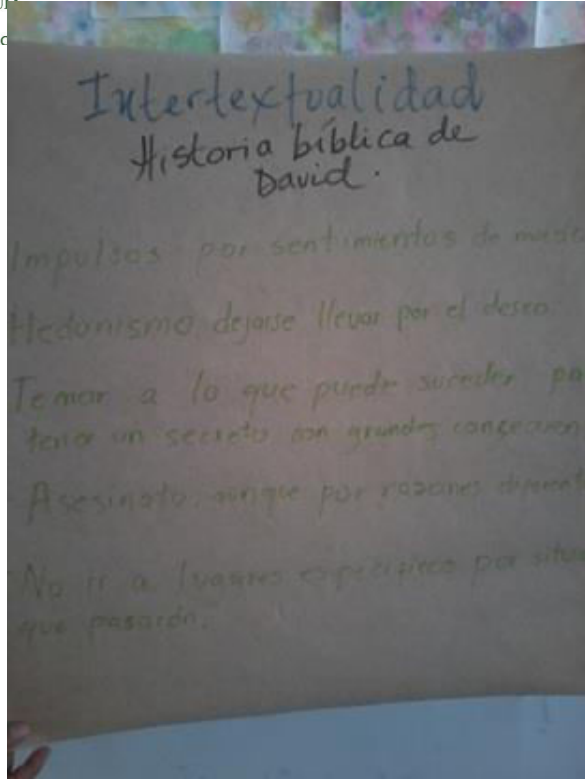 Intertextualidad
Historia bíblica de
David.
Impulsos por sentimientos de
Hedonismo, dejarse llevar por el deseo.
Temor a lo que puede suceder
tener un secreto con grandes
Asesinato, aunque por razones
No ir a lugares específicos por
que pasarón.